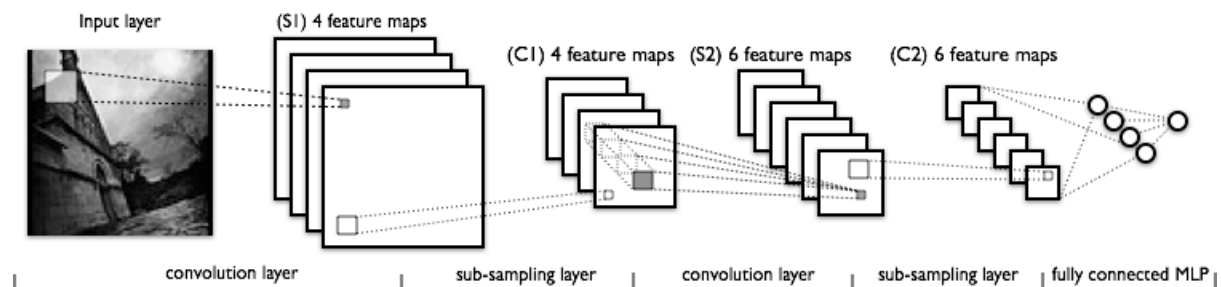 Input layer
(S1) 4 feature maps
(C1) 4 feature maps
(S2) 6 feature maps
(C2) 6 feature maps
convolution layer
sub-sampling layer
convolution layer
sub-sampling layer
fully connected MLP